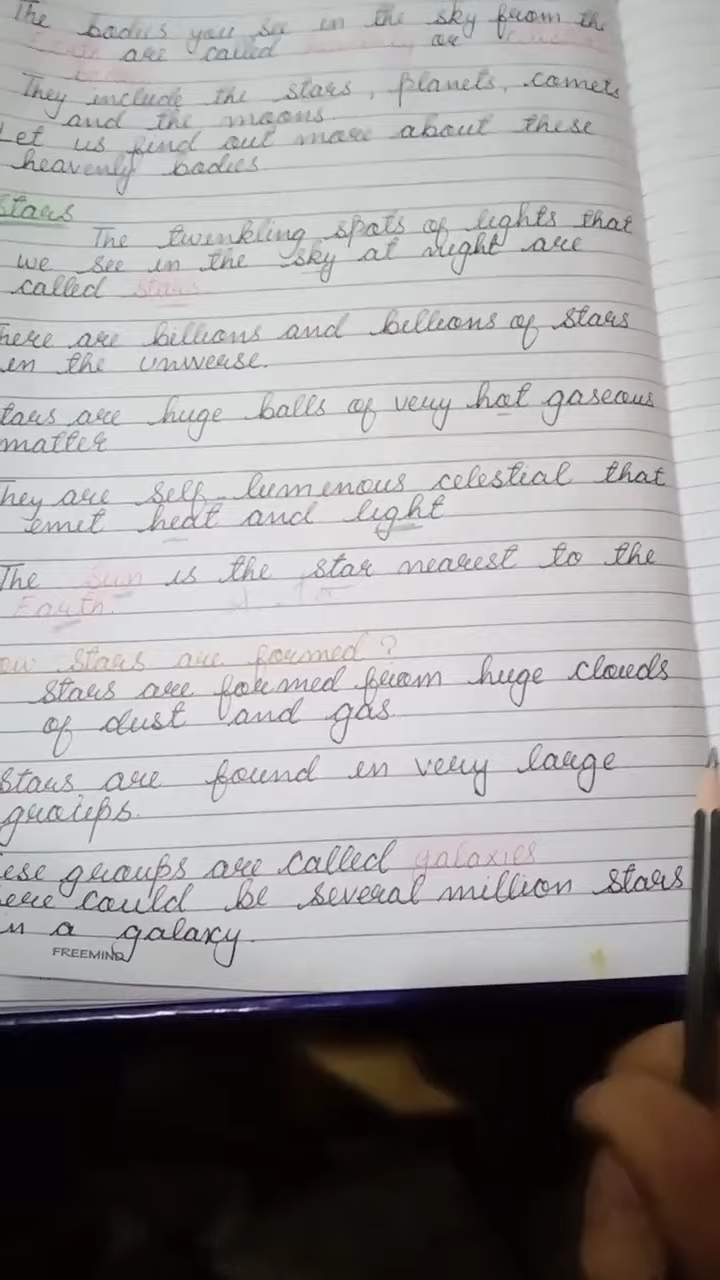 The bodies you see in the sky from the
are called or
They include the stars, planets, comets
and the moons.
Let us find out more about these
heavenly bodies
Stars
The twinkling spots of lights that
we see in the sky at night are
called stars
here are billions and billions of stars
in the universe.
tars are huge balls of very hot gaseous
matter
hey are self-luminous celestial that
emit heat and light
The Sun is the star nearest to the
Earth.
ow stars are formed?
stars are formed from huge clouds
of dust and gas
Stars are found in very large
groups.
ese groups are called galaxies
ere could be several million stars
n a galaxy.
FREEMIND